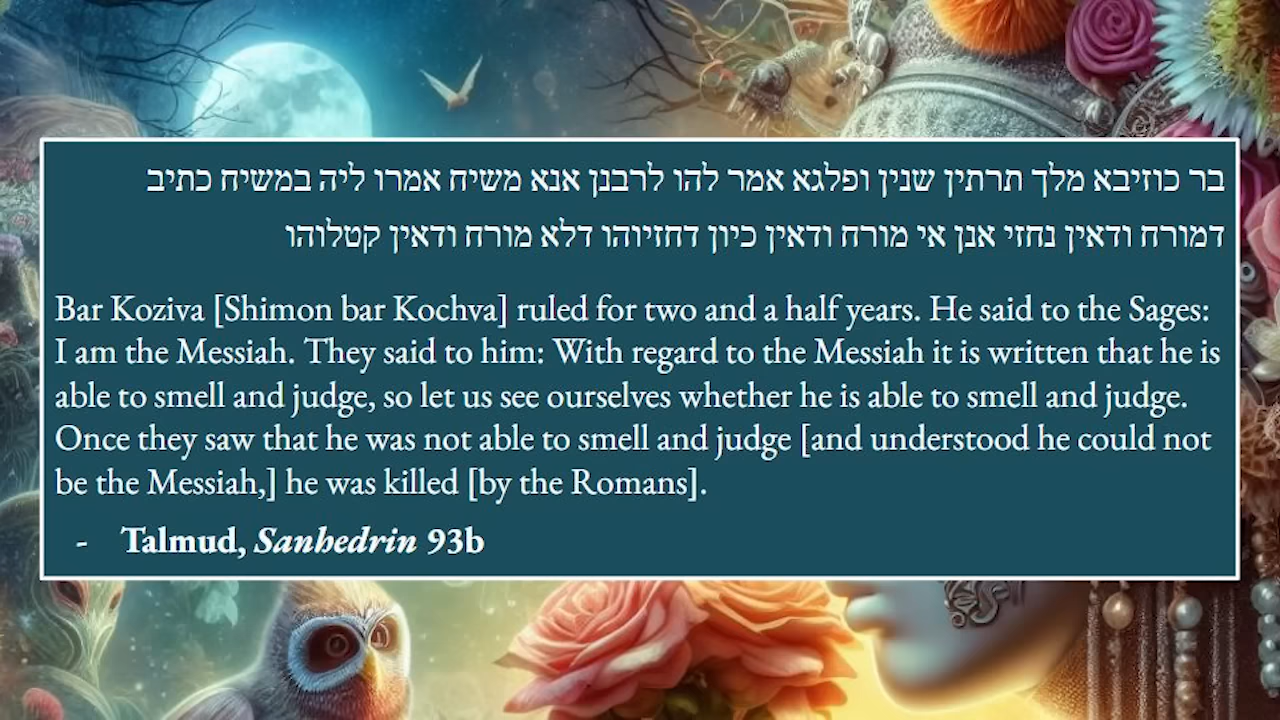 בר כוזיבא מלך תרתין שנין ופלגא אמר להו לרבנן אנא משיח אמרו ליה במשיח כתיב
דמורח ודאין נחזי אנן אי מורח ודאין כיון דחזיוהו דלא מורח ודאין קטלוהו
Bar Koziva [Shimon bar Kochva] ruled for two and a half years. He said to the Sages:
I am the Messiah. They said to him: With regard to the Messiah it is written that he is
able to smell and judge, so let us see ourselves whether he is able to smell and judge.
Once they saw that he was not able to smell and judge [and understood he could not
be the Messiah,] he was killed [by the Romans].
- Talmud, Sanhedrin 93b